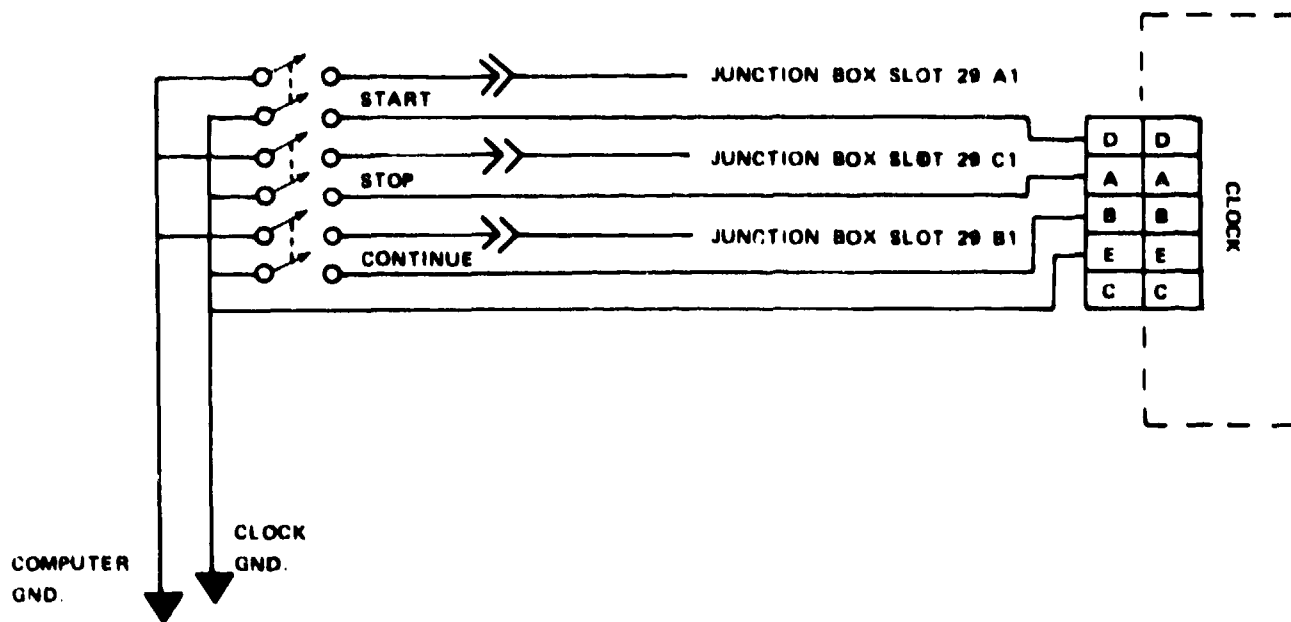 JUNCTION BOX SLOT 29 A1
START
JUNCTION BOX SLOT 29 C1
STOP
JUNCTION BOX SLOT 29 B1
CONTINUE
D D
A A
B B
E E
C C
CLOCK
CLOCK
GND.
COMPUTER
GND.